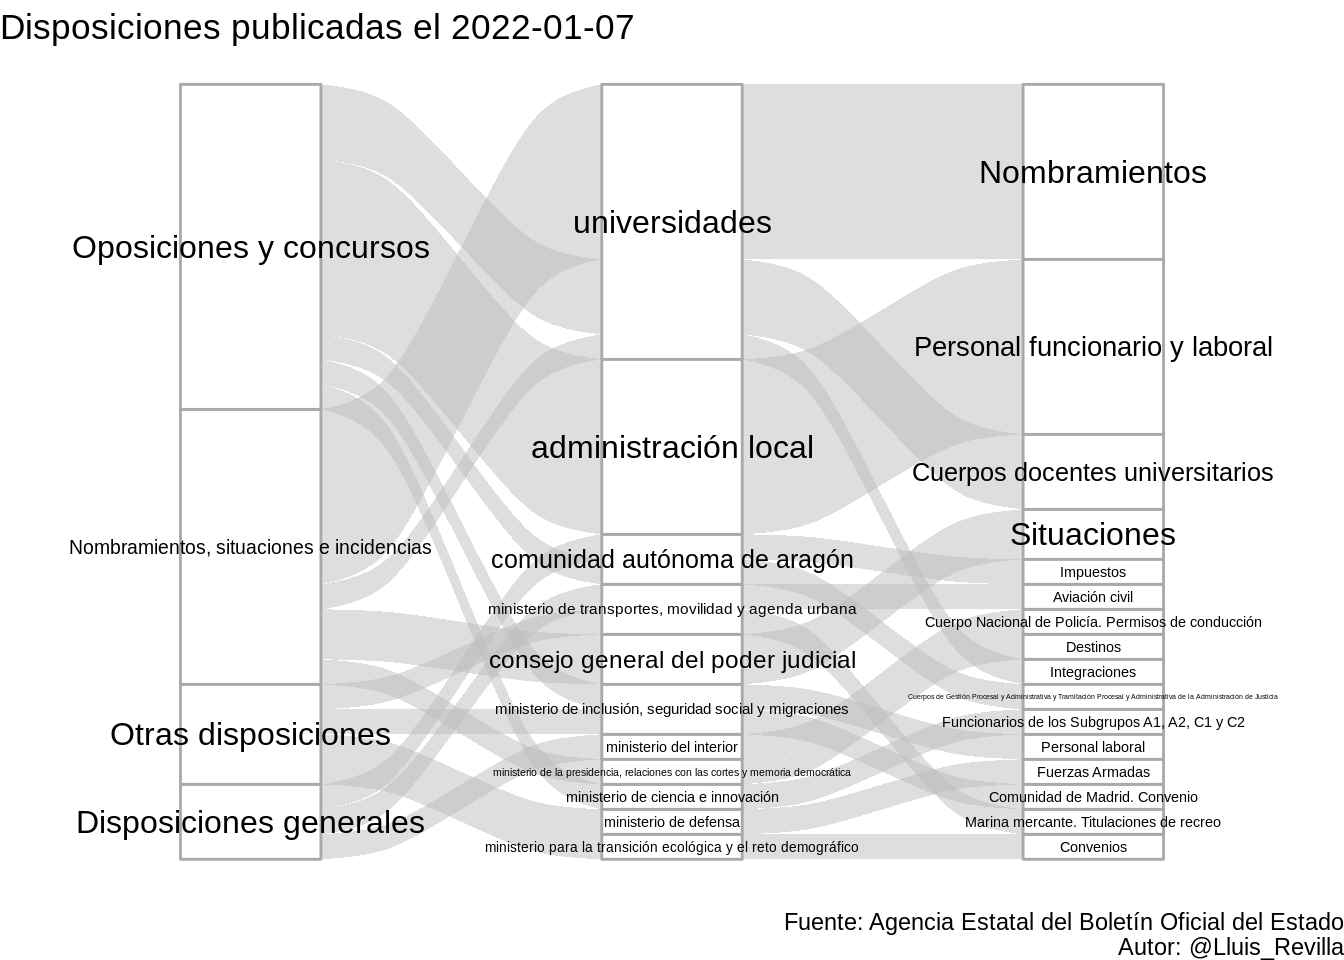 Disposiciones publicadas el 2022-01-07
Oposiciones y concursos
Nombramientos, situaciones e incidencias
Otras disposiciones
Disposiciones generales
universidades
administración local
comunidad autónoma de aragón
ministerio de transportes, movilidad y agenda urbana
consejo general del poder judicial
ministerio de inclusión, seguridad social y migraciones
ministerio del interior
ministerio de la presidencia, relaciones con las cortes y memoria democrática
ministerio de ciencia e innovación
ministerio de defensa
ministerio para la transición ecológica y el reto demográfico
Nombramientos
Personal funcionario y laboral
Cuerpos docentes universitarios
Situaciones
Impuestos
Aviación civil
Cuerpo Nacional de Policía. Permisos de conducción
Destinos
Integraciones
Cuerpos de Gestión Procesal y Administrativa y Tramitación Procesal y Administrativa de la Administración de Justicia
Funcionarios de los Subgrupos A1, A2, C1 y C2
Personal laboral
Fuerzas Armadas
Comunidad de Madrid. Convenio
Marina mercante. Titulaciones de recreo
Convenios
Fuente: Agencia Estatal del Boletín Oficial del Estado
Autor: @Lluis_Revilla